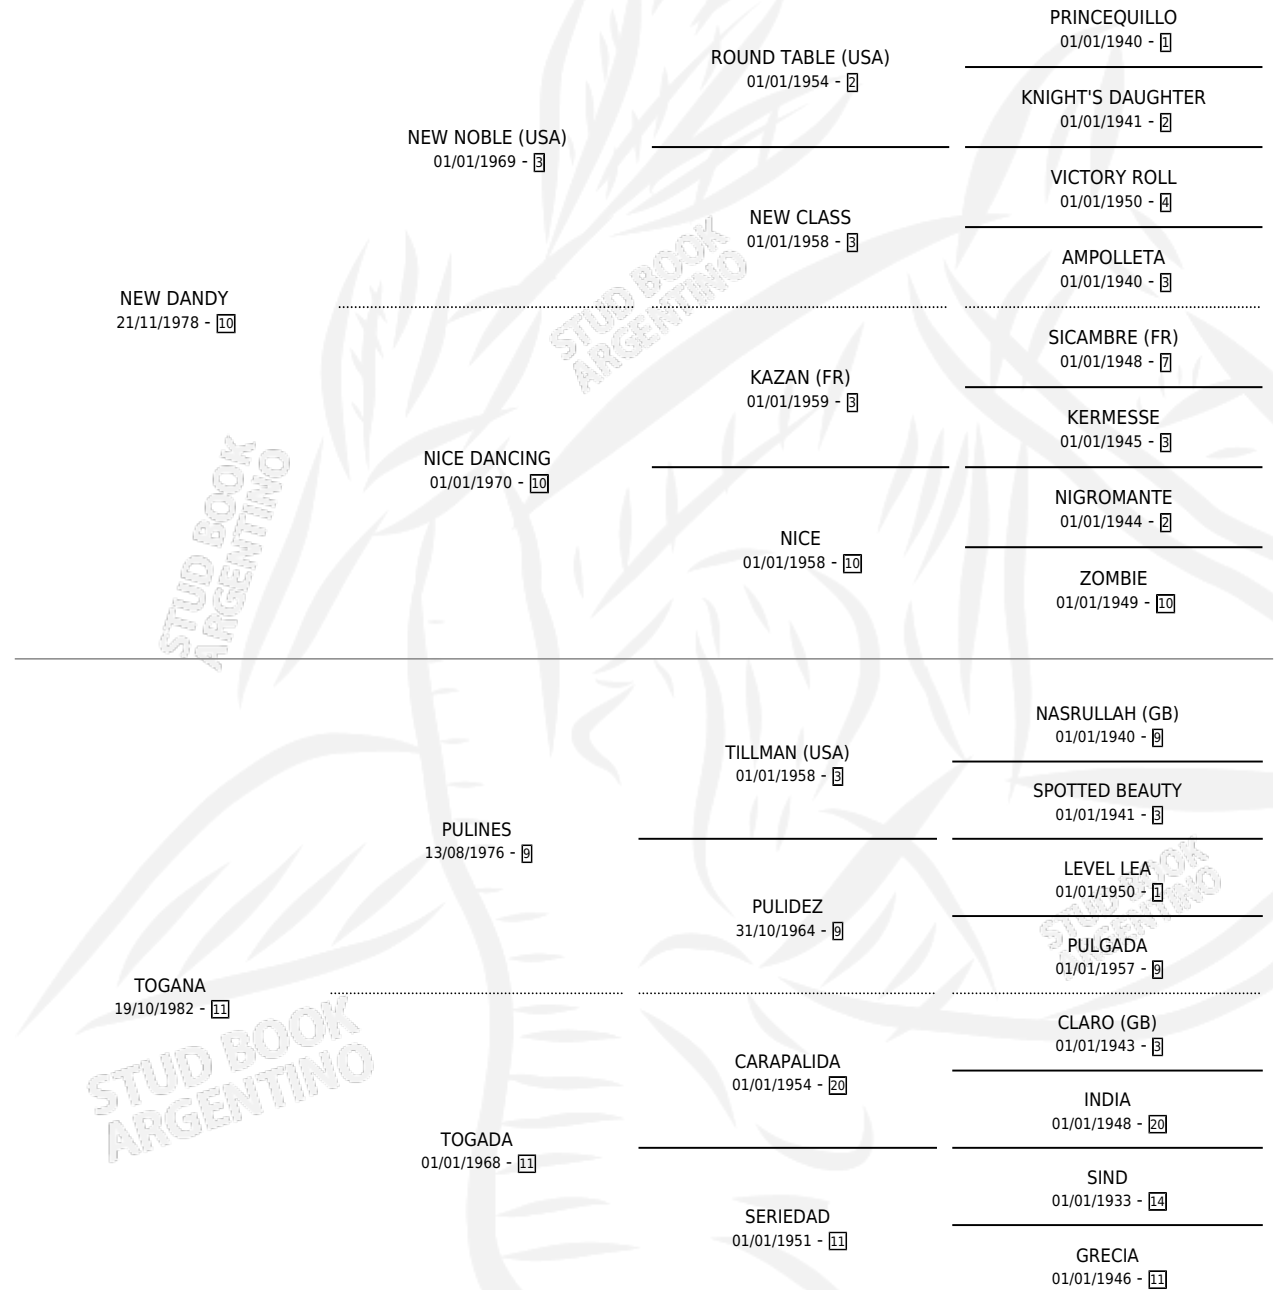 PRINCEQUILLO
01/01/1940 - 1
ROUND TABLE (USA)
01/01/1954 - 2
KNIGHT'S DAUGHTER
01/01/1941 - 2
NEW NOBLE (USA)
01/01/1969 - 3
VICTORY ROLL
01/01/1950 - 4
NEW CLASS
01/01/1958 - 3
AMPOLLETA
01/01/1940 - 3
NEW DANDY
21/11/1978 - 10
SICAMBRE (FR)
01/01/1948 - 7
KAZAN (FR)
01/01/1959 - 3
KERMESSE
01/01/1945 - 3
NICE DANCING
01/01/1970 - 10
NIGROMANTE
01/01/1944 - 2
NICE
01/01/1958 - 10
ZOMBIE
01/01/1949 - 10
STUD BOOK
ARGENTINO
STUD BOOK
ARGENTINO
NASRULLAH (GB)
01/01/1940 - 9
TILLMAN (USA)
01/01/1958 - 3
SPOTTED BEAUTY
01/01/1941 - 3
PULINES
13/08/1976 - 9
LEVEL LEA
01/01/1950 - 1
PULIDEZ
31/10/1964 - 9
PULGADA
01/01/1957 - 9
TOGANA
19/10/1982 - 11
CLARO (GB)
01/01/1943 - 3
CARAPALIDA
01/01/1954 - 20
INDIA
01/01/1948 - 20
TOGADA
01/01/1968 - 11
SIND
01/01/1933 - 14
SERIEDAD
01/01/1951 - 11
GRECIA
01/01/1946 - 11
STUD BOOK
ARGENTINO
STUD BOOK
ARGENTINO